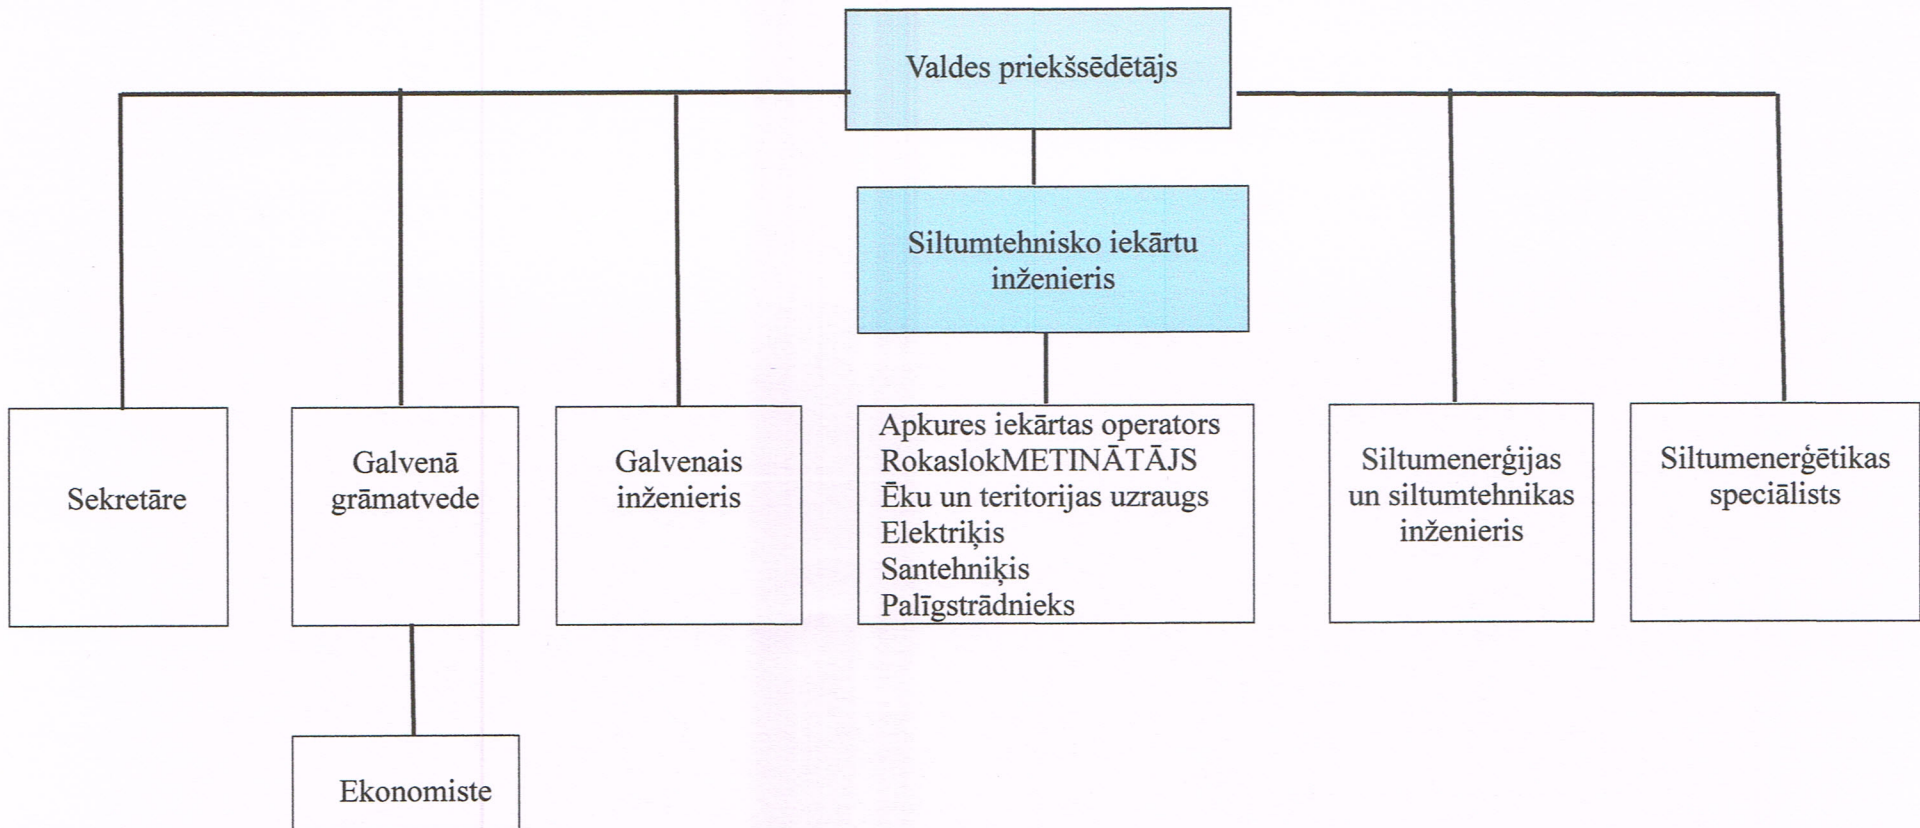 Valdes priekšsēdētājs
Siltumtehnisko iekārtu
inženieris
Sekretāre
Galvenā
grāmatvede
Galvenais
inženieris
Apkures iekārtas operators
RokaslokMETINĀTĀJS
Ēku un teritorijas uzraugs
Elektriķis
Santehniķis
Palīgstrādnieks
Siltumenerģijas
un siltumtehnikas
inženieris
Siltumenerģētikas
speciālists
Ekonomiste